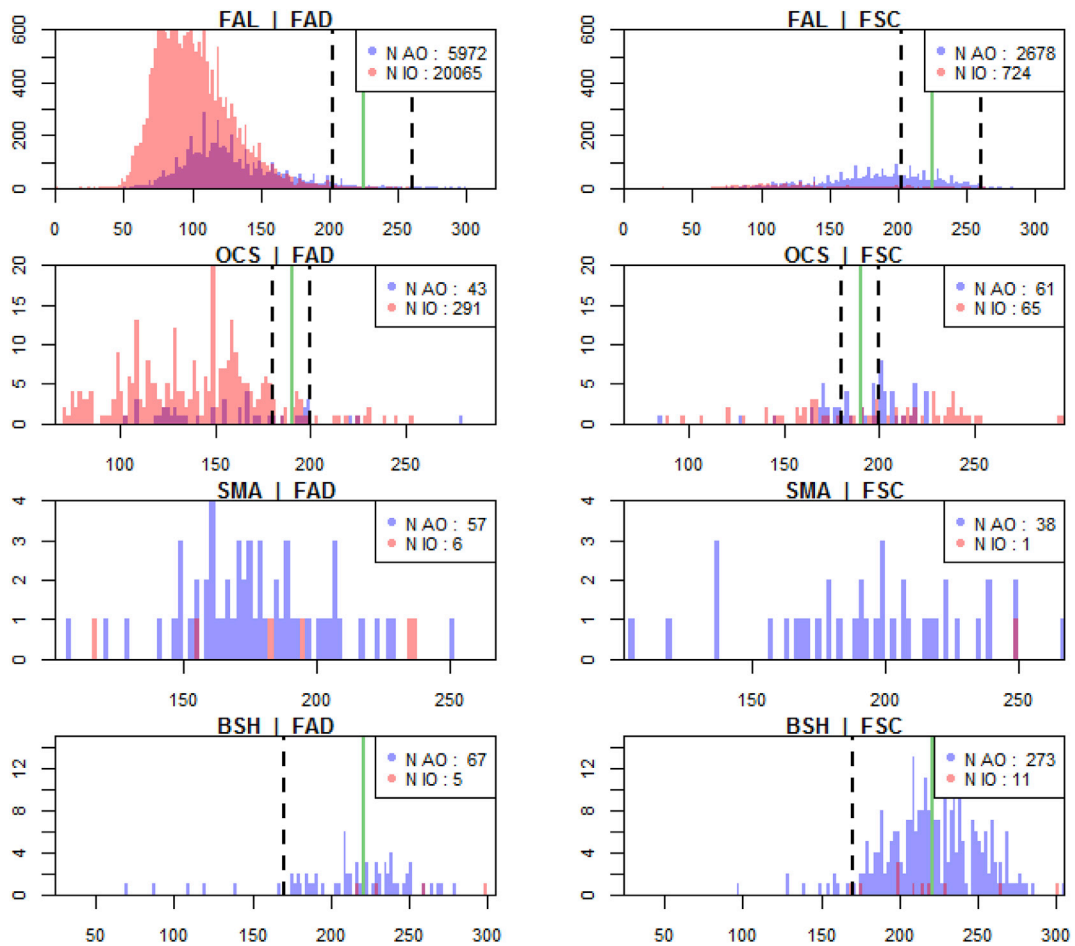 FAL | FAD
600
400
200
0
N AO : 5972
N IO : 20065
0 50 100 150 200 250 300
FAL | FSC
600
400
200
0
N AO : 2678
N IO : 724
0 50 100 150 200 250 300
OCS | FAD
20
15
10
5
0
N AO : 43
N IO : 291
100 150 200 250
OCS | FSC
20
15
10
5
0
N AO : 61
N IO : 65
100 150 200 250
SMA | FAD
4
3
2
1
0
N AO : 57
N IO : 6
150 200 250
SMA | FSC
4
3
2
1
0
N AO : 38
N IO : 1
150 200 250
BSH | FAD
12
8
4
0
N AO : 67
N IO : 5
50 100 150 200 250 300
BSH | FSC
12
8
4
0
N AO : 273
N IO : 11
50 100 150 200 250 300